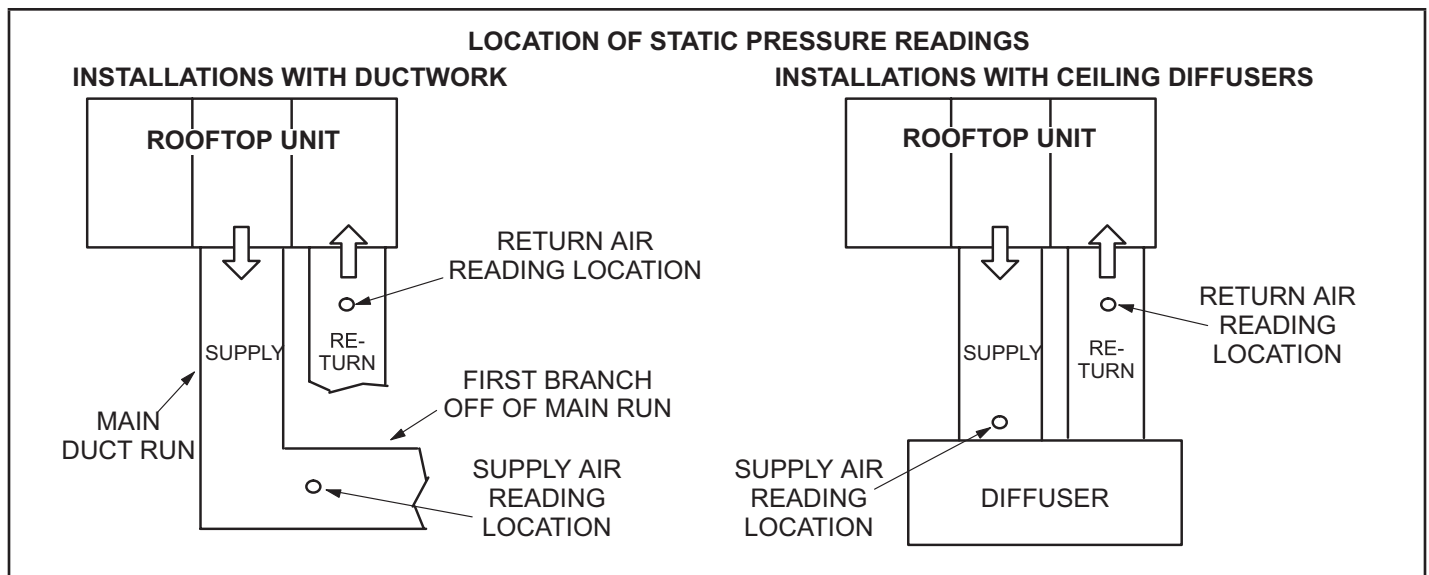 LOCATION OF STATIC PRESSURE READINGS
INSTALLATIONS WITH DUCTWORK
ROOFTOP UNIT
RETURN AIR
READING LOCATION
SUPPLY
RE-
TURN
FIRST BRANCH
OFF OF MAIN RUN
MAIN
DUCT RUN
SUPPLY AIR
READING
LOCATION
INSTALLATIONS WITH CEILING DIFFUSERS
ROOFTOP UNIT
RETURN AIR
READING
LOCATION
SUPPLY
RE-
TURN
SUPPLY AIR
READING
LOCATION
DIFFUSER